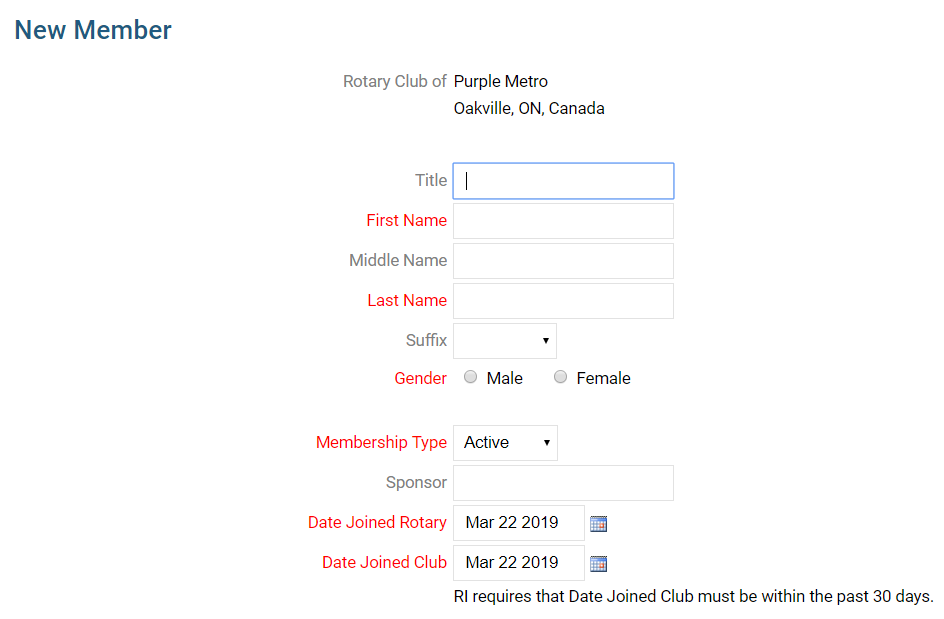 New Member
Rotary Club of Purple Metro
Oakville, ON, Canada
Title
First Name
Middle Name
Last Name
Suffix
Gender Male Female
Membership Type Active
Sponsor
Date Joined Rotary Mar 22 2019
Date Joined Club Mar 22 2019
RI requires that Date Joined Club must be within the past 30 days.